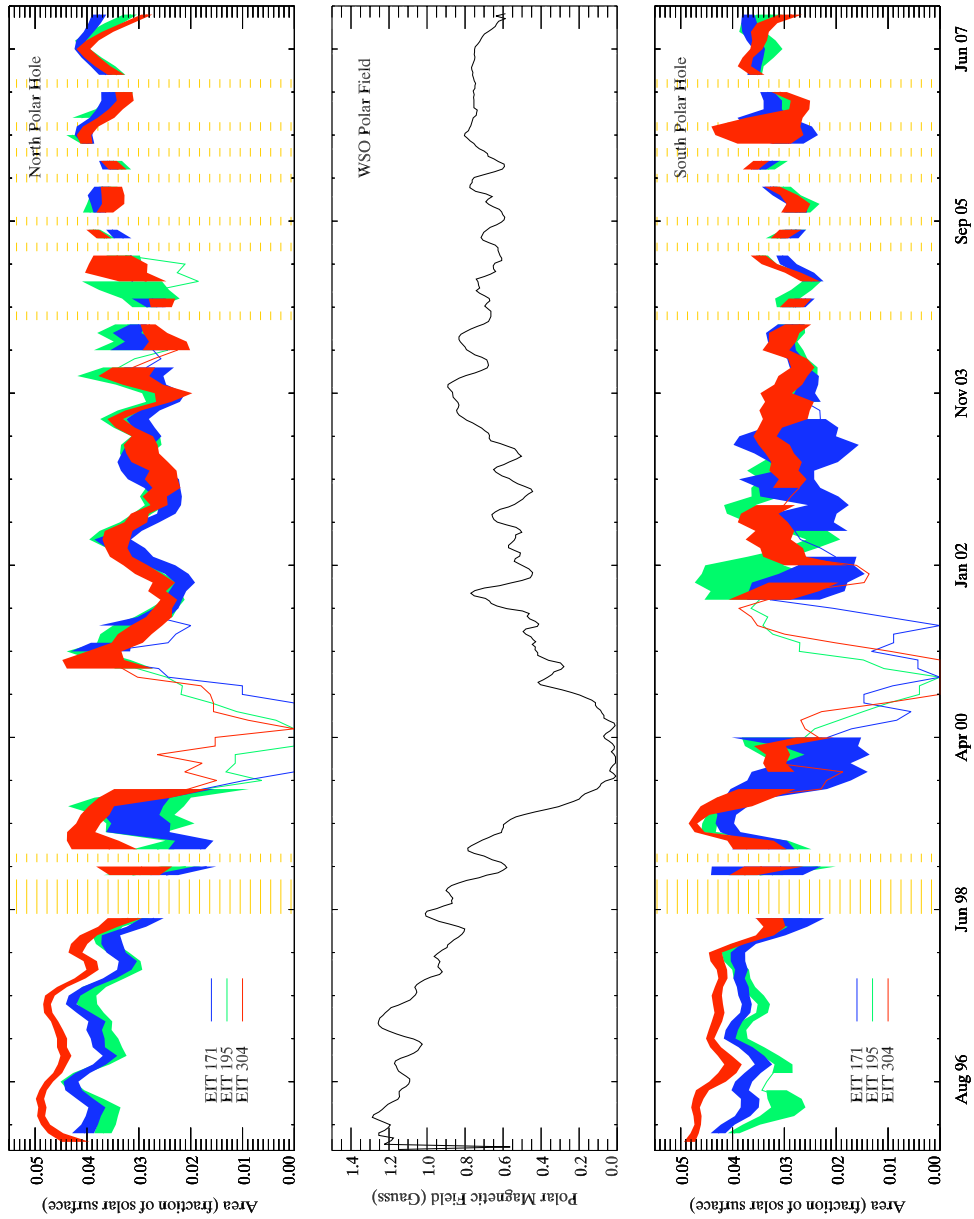 North Polar Hole
EIT 171
EIT 195
EIT 304
0.05
0.04
0.03
0.02
0.01
0.00
Area (fraction of solar surface)
WSO Polar Field
1.4
1.2
1.0
0.8
0.6
0.4
0.2
0.0
Polar Magnetic Field (Gauss)
South Polar Hole
EIT 171
EIT 195
EIT 304
0.05
0.04
0.03
0.02
0.01
0.00
Area (fraction of solar surface)
Aug 96
Jun 98
Apr 00
Jan 02
Nov 03
Sep 05
Jun 07